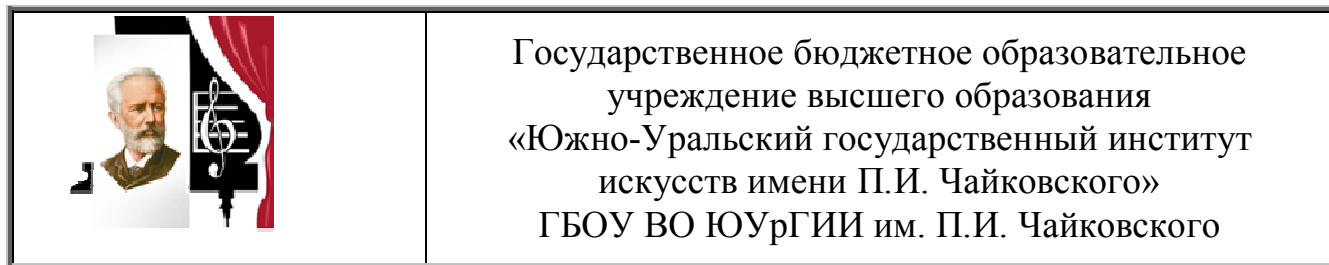 Государственное бюджетное образовательное
учреждение высшего образования
«Южно-Уральский государственный институт
искусств имени П.И. Чайковского»
ГБОУ ВО ЮУрГИИ им. П.И. Чайковского